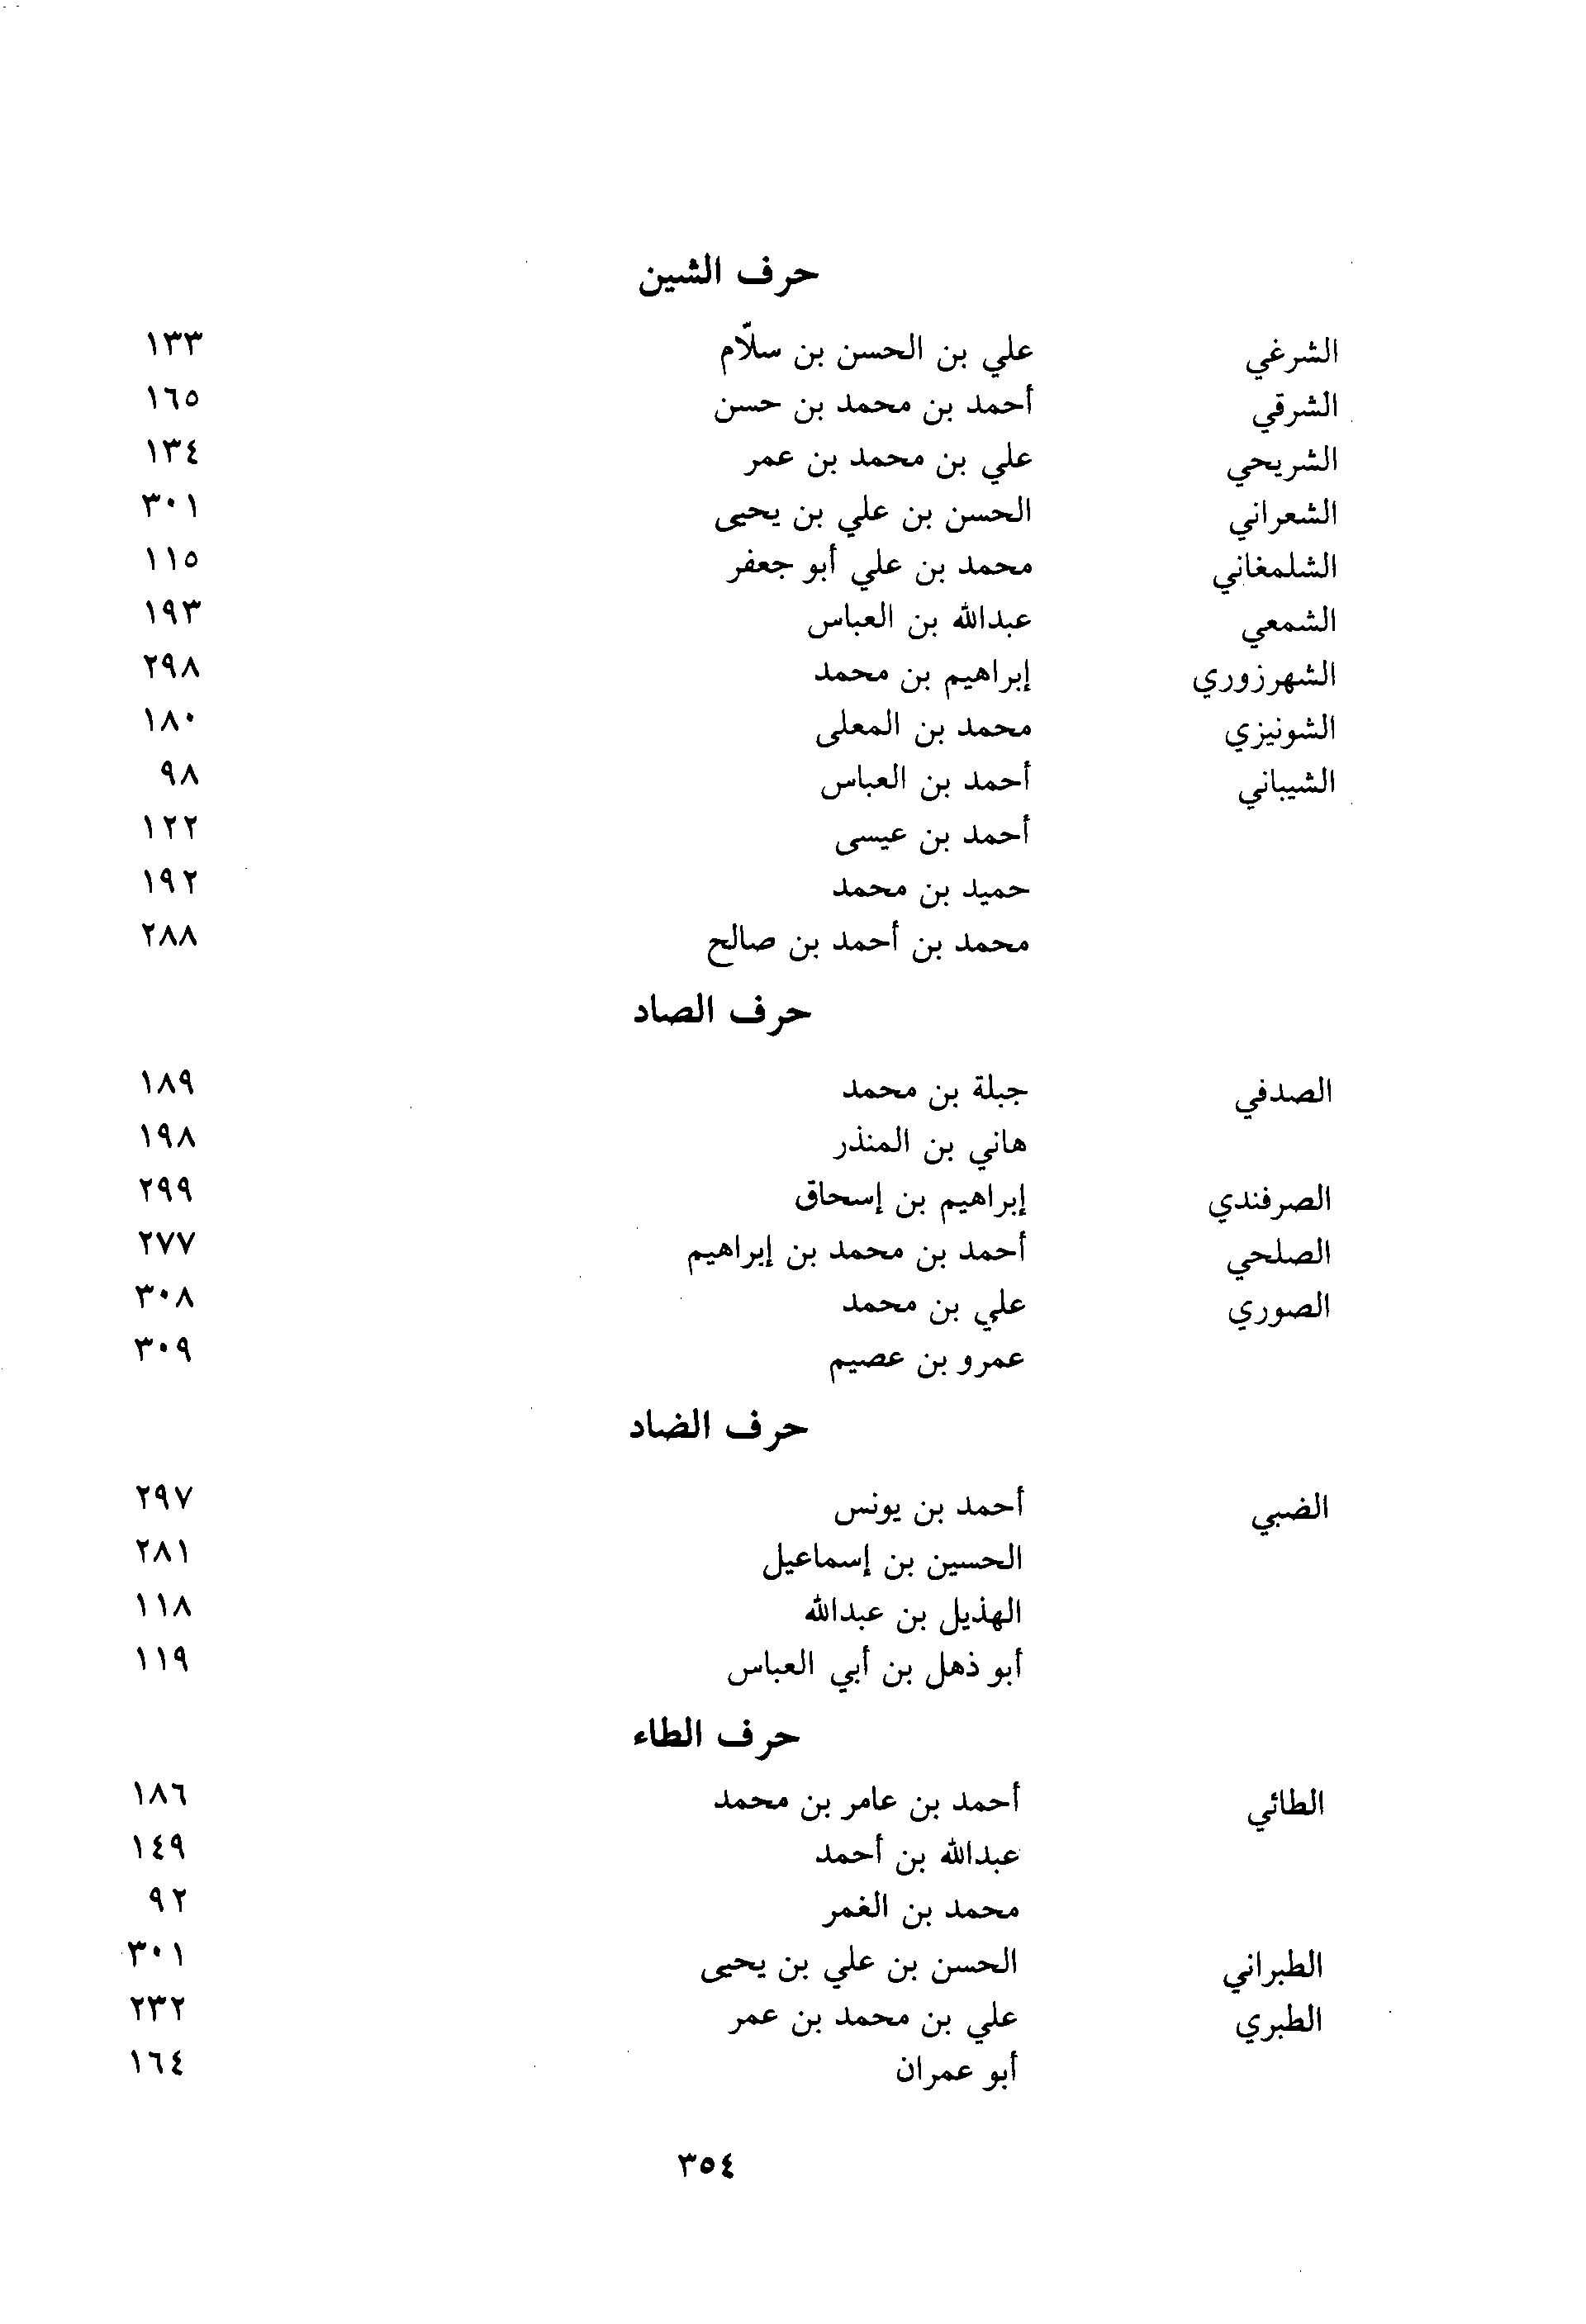 حرف الشين
الشرغي علي بن الحسن بن سلاّم ١٣٣
الشرقي أحمد بن محمد بن حسن ١٦٥
الشريحي علي بن محمد بن عمر ١٣٤
الشعراني الحسن بن علي بن يحيى ٣٠١
الشلمغاني محمد بن علي أبو جعفر ١١٥
الشمعي عبدالله بن العباس ١٩٣
الشهرزوري إبراهيم بن محمد ٢٩٨
الشونيزي محمد بن المعلى ١٨٠
الشيباني أحمد بن العباس ٩٨
أحمد بن عيسى ١٢٢
حميد بن محمد ١٩٢
محمد بن أحمد بن صالح ٢٨٨
حرف الصاد
الصدفي جبلة بن محمد ١٨٩
هاني بن المنذر ١٩٨
الصرفندي إبراهيم بن إسحاق ٢٩٩
الصلحي أحمد بن محمد بن إبراهيم ٢٧٧
الصوري علي بن محمد ٣٠٨
عمرو بن عصيم ٣٠٩
حرف الضاد
الضبي أحمد بن يونس ٢٩٧
الحسين بن إسماعيل ٢٨١
الهذيل بن عبدالله ١١٨
أبو ذهل بن أبي العباس ١١٩
حرف الطاء
الطائي أحمد بن عامر بن محمد ١٨٦
عبدالله بن أحمد ١٤٩
محمد بن الغمر ٩٢
الطبراني الحسن بن علي بن يحيى ٣٠١
الطبري علي بن محمد بن عمر ٢٣٢
أبو عمران ١٦٤
٣٥٤